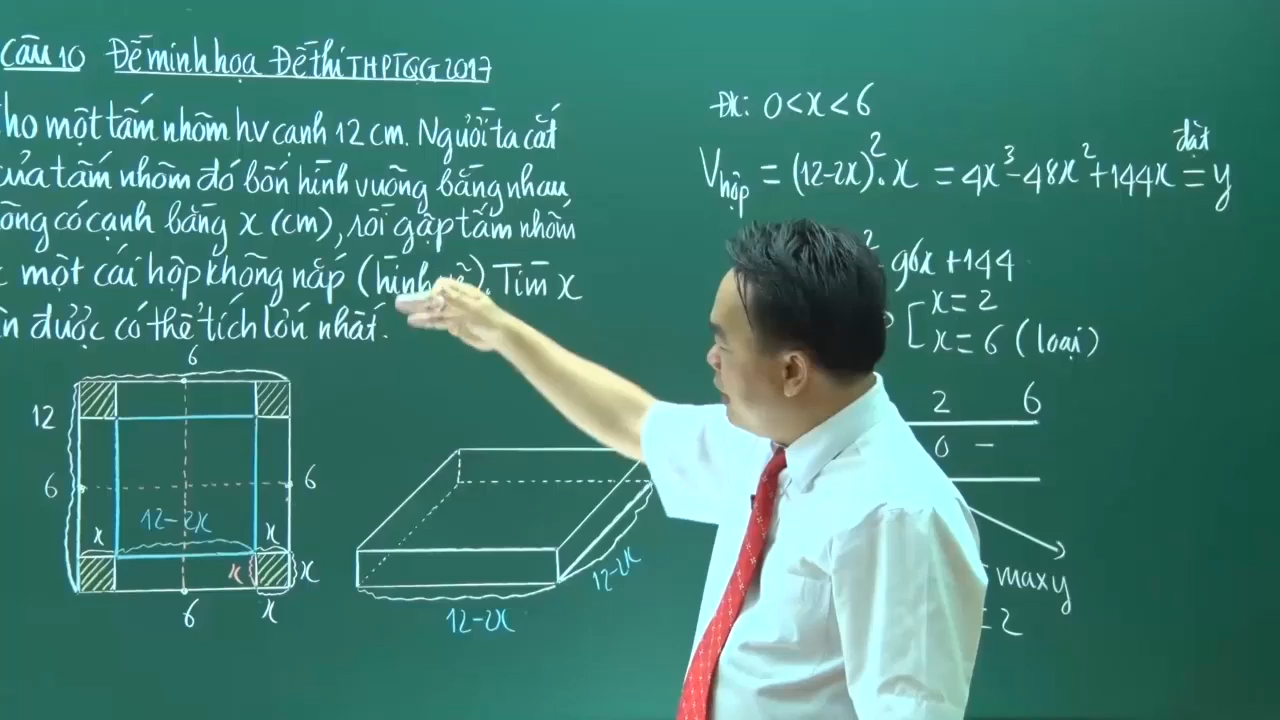 Câu 10 Đề minh họa Đề thi THPTQG 2017
ho một tấm nhôm hv cạnh 12 cm. Người ta cắt
của tấm nhôm đó bốn hình vuông bằng nhau
ông có cạnh bằng x (cm), rồi gập tấm nhôm
một cái hộp không nắp (hình vẽ). Tìm x
n được có thể tích lớn nhất.
6
12
6
6
12-2x
x
x
x
x
x
6
12-2x
12-2x
ĐK: 0<x<6
V hộp = (12-2x)². x = 4x³-48x²+144x đặt = y
² 96x+144
[ x=2
x=6 (loại)
2 6
0 -
max y
=2